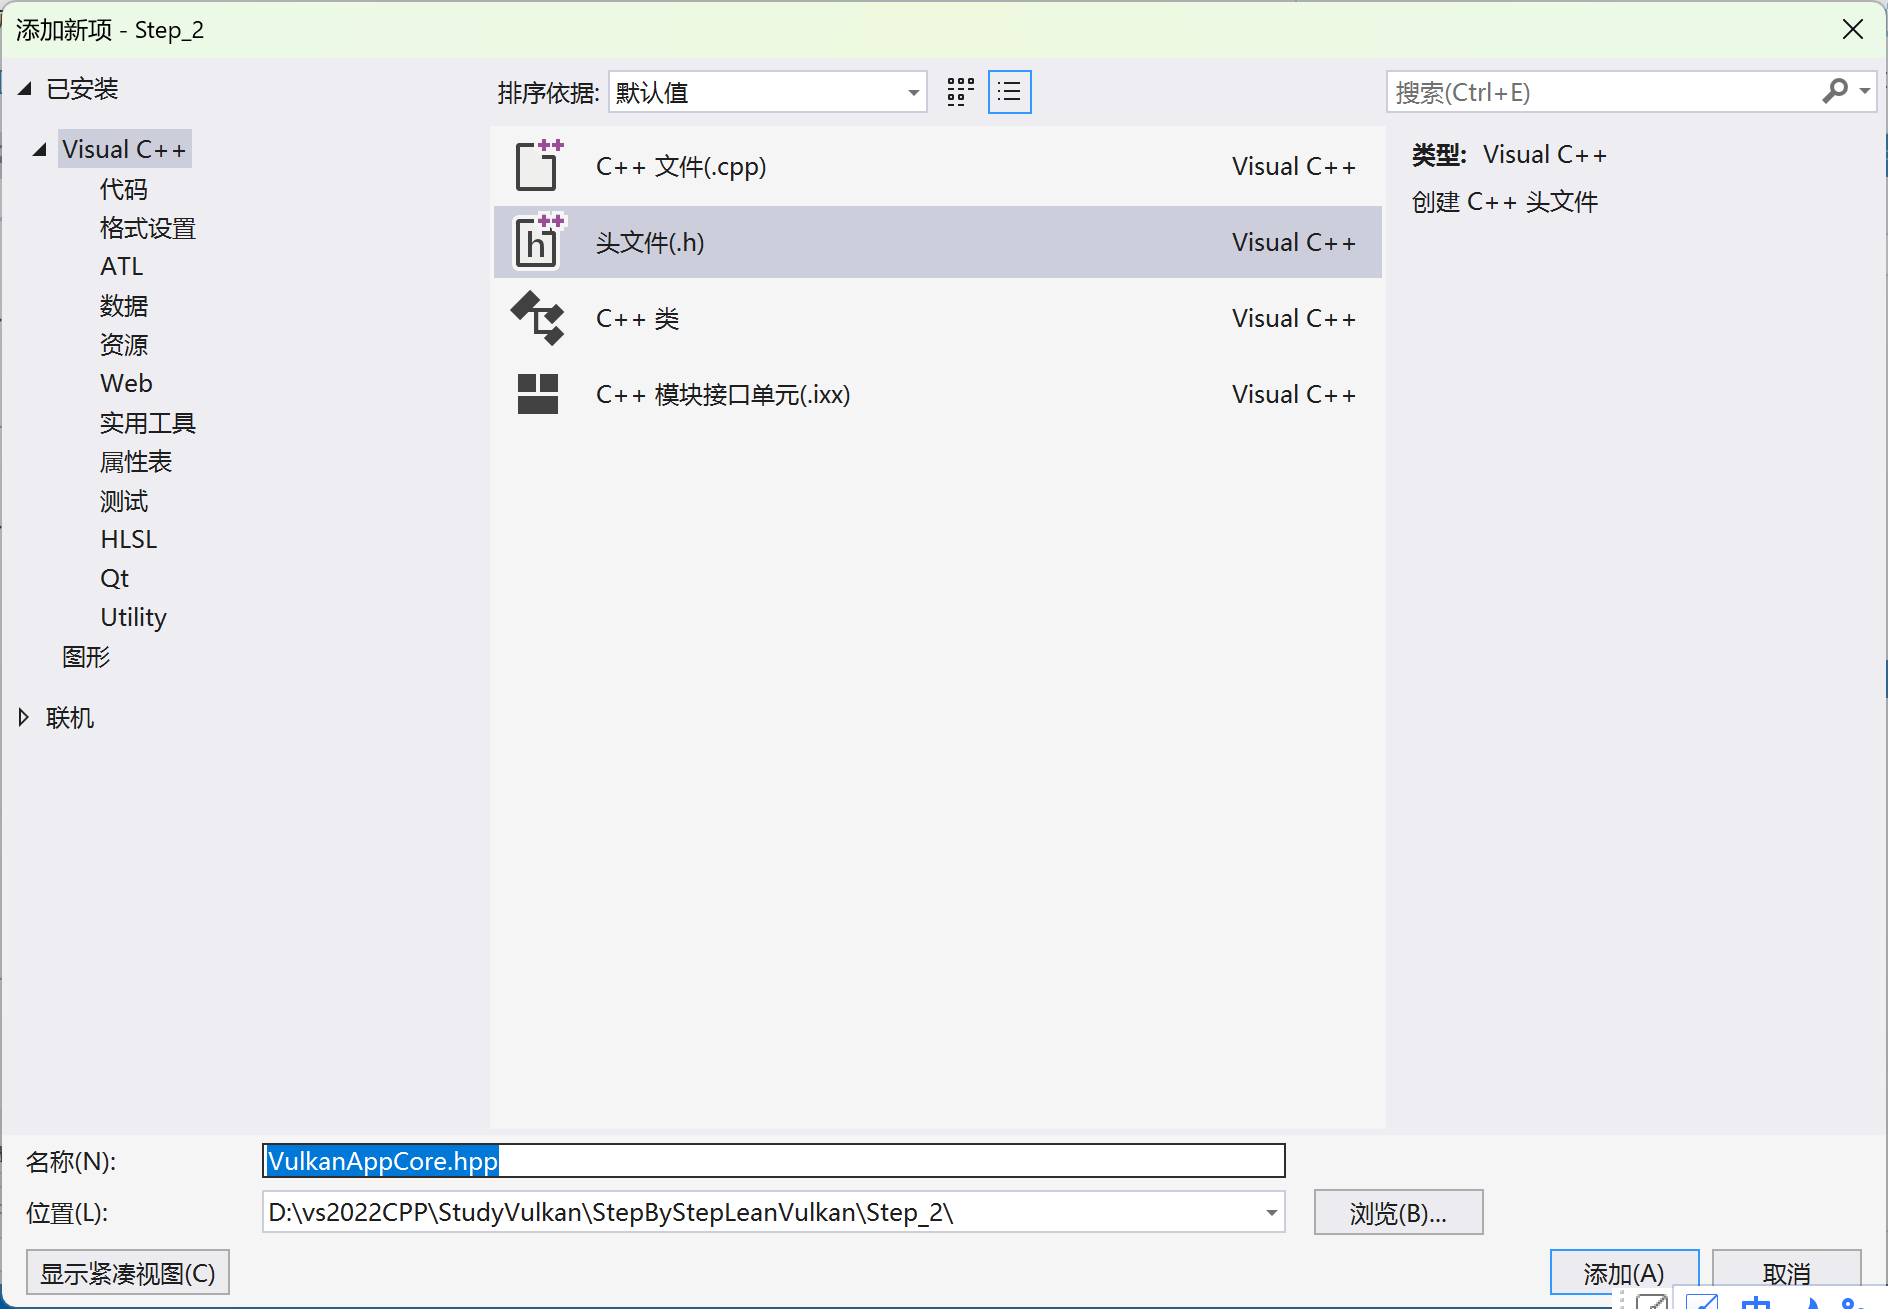 添加新项 - Step_2
已安装
Visual C++
代码
格式设置
ATL
数据
资源
Web
实用工具
属性表
测试
HLSL
Qt
Utility
图形
联机
排序依据: 默认值
C++ 文件(.cpp) Visual C++
头文件(.h) Visual C++
C++ 类 Visual C++
C++ 模块接口单元(.ixx) Visual C++
搜索(Ctrl+E)
类型: Visual C++
创建 C++ 头文件
名称(N): VulkanAppCore.hpp
位置(L): D:\vs2022CPP\StudyVulkan\StepByStepLeanVulkan\Step_2\
浏览(B)...
显示紧凑视图(C)
添加(A)
取消
中